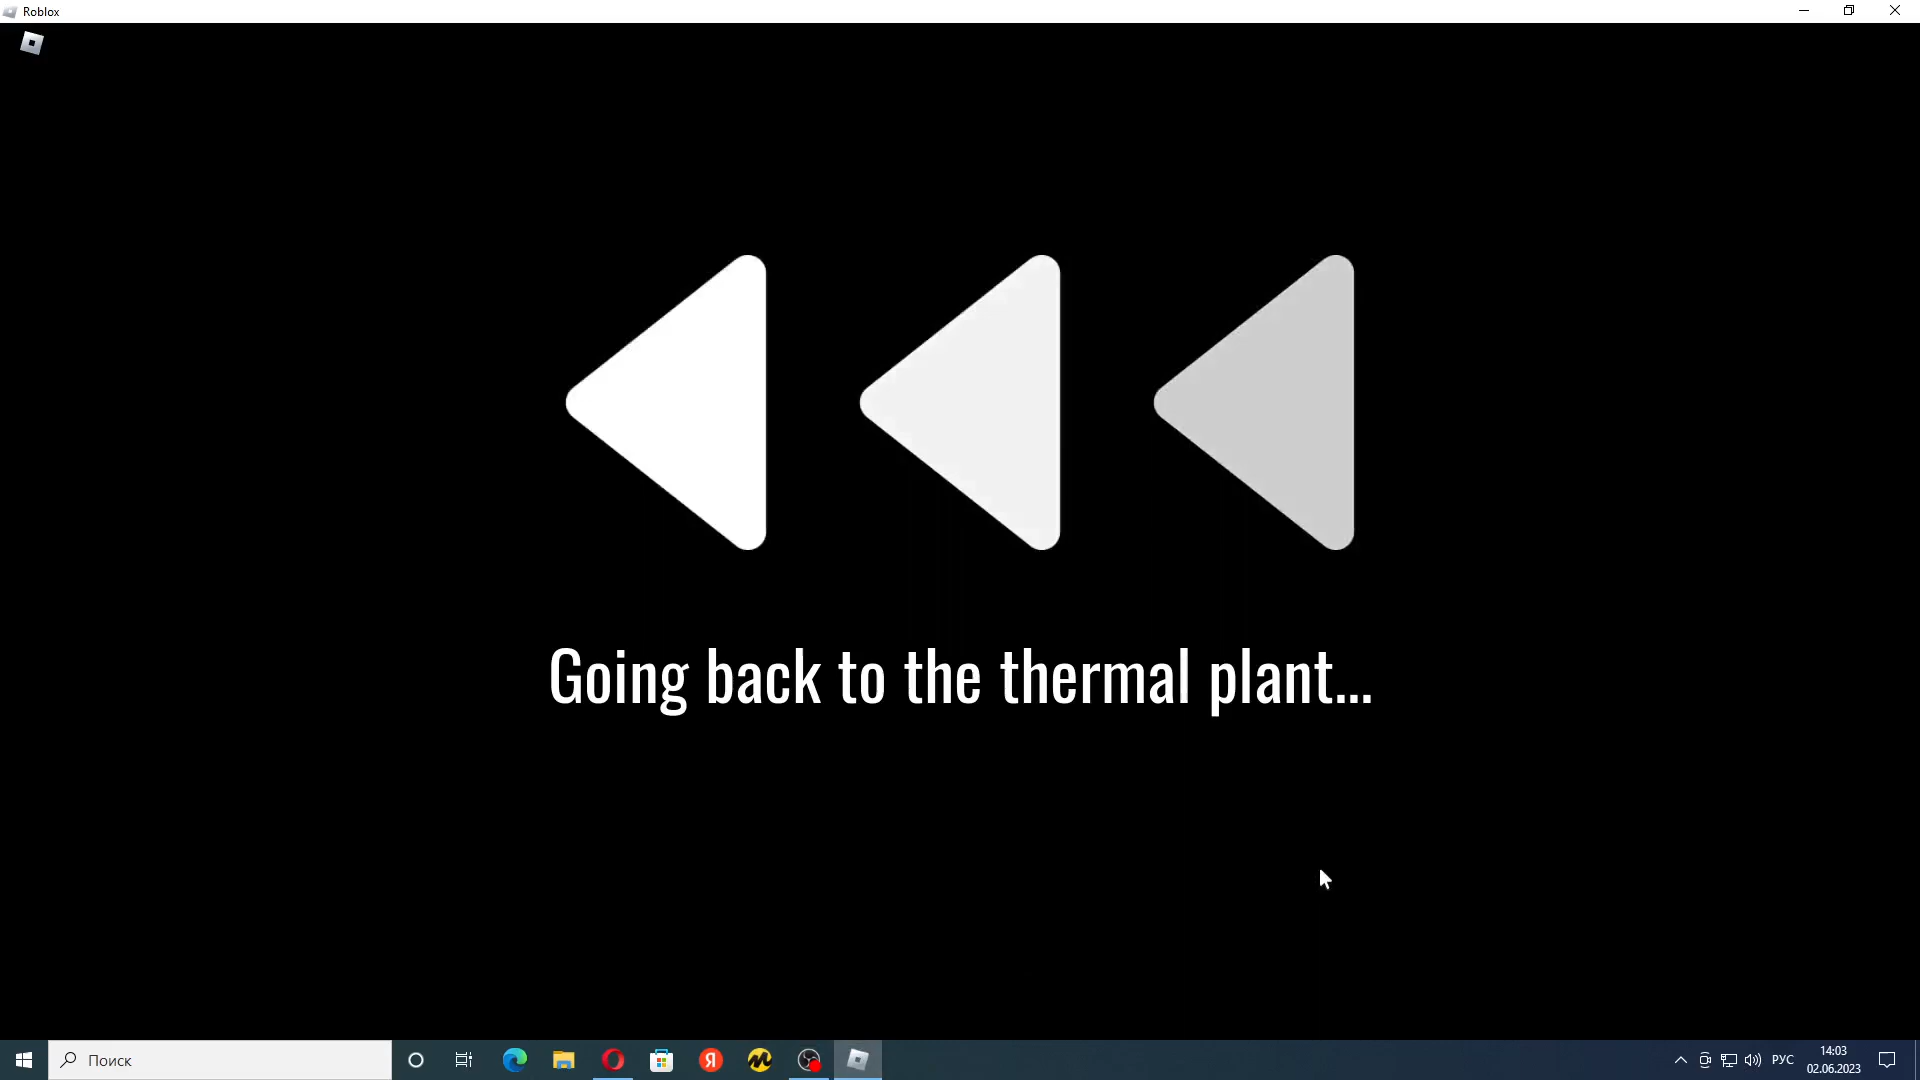 Roblox
Going back to the thermal plant...
Поиск
Я
РУС
14:03
02.06.2023